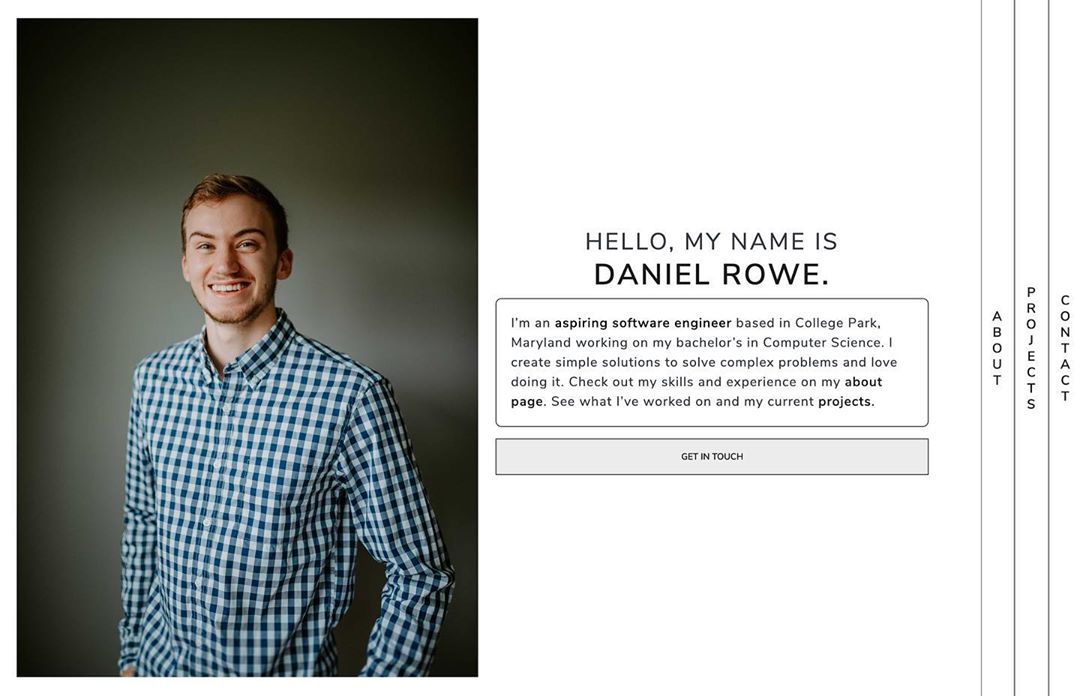 HELLO, MY NAME IS
DANIEL ROWE.
I'm an aspiring software engineer based in College Park,
Maryland working on my bachelor's in Computer Science. I
create simple solutions to solve complex problems and love
doing it. Check out my skills and experience on my about
page. See what I've worked on and my current projects.
GET IN TOUCH
ABOUT
PROJECTS
CONTACT